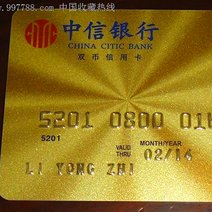 www.997788.com 中国收藏热线
中信银行
CHINA CITIC BANK
双币信用卡
5201 0800 01
5201
MONTH/YEAR
VALID THRU 02/14
LI YONG ZHI